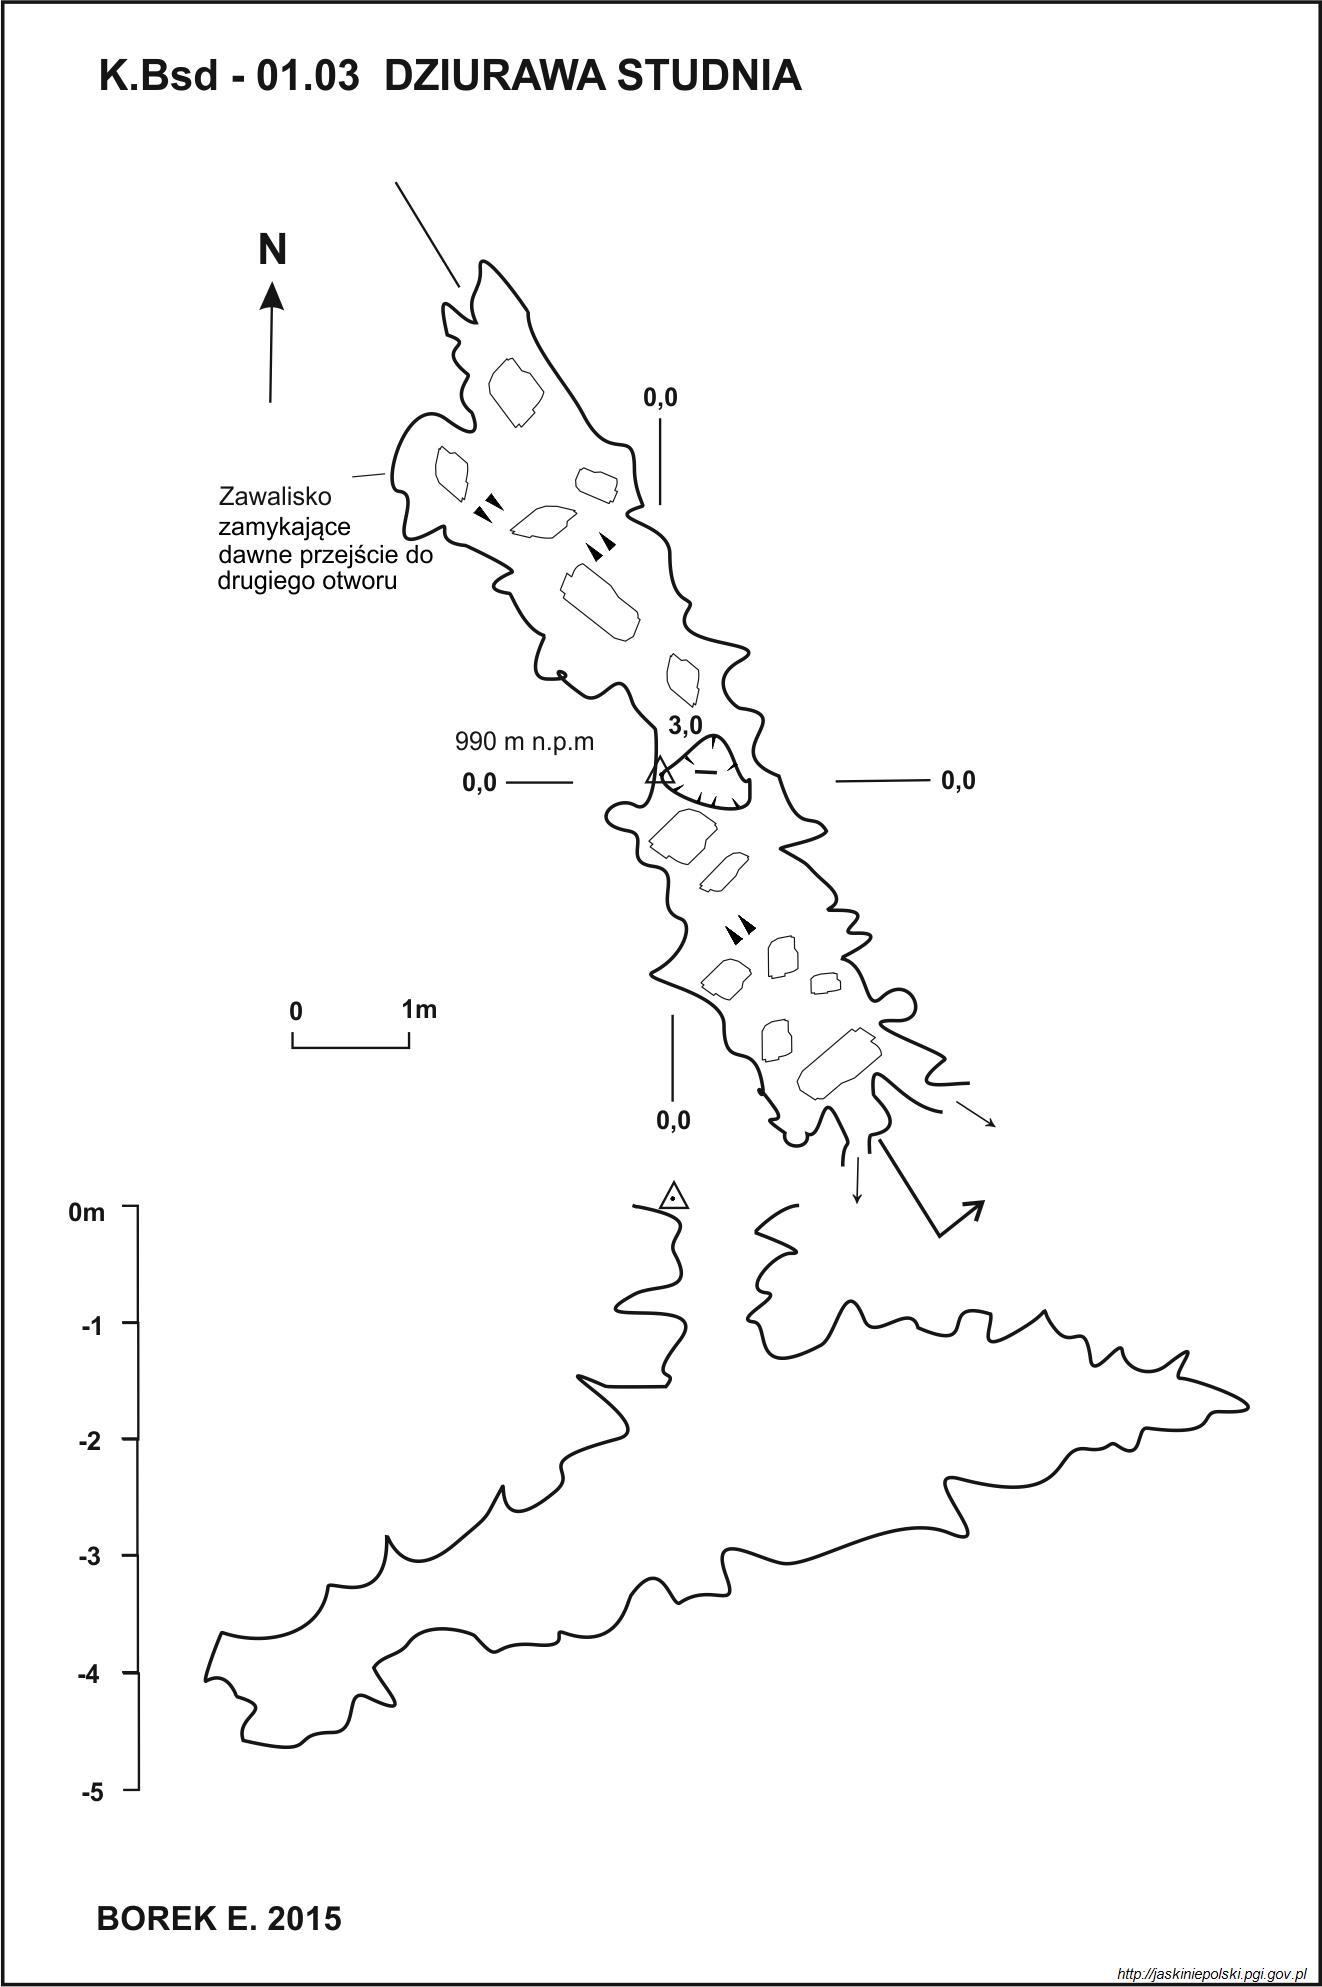 K.Bsd - 01.03 DZIURAWA STUDNIA
N
0,0
Zawalisko
zamykające
dawne przejście do
drugiego otworu
3,0
990 m n.p.m
0,0
0,0
0 1m
0,0
0m
-1
-2
-3
-4
-5
BOREK E. 2015
http://jaskiniepolski.pgi.gov.pl